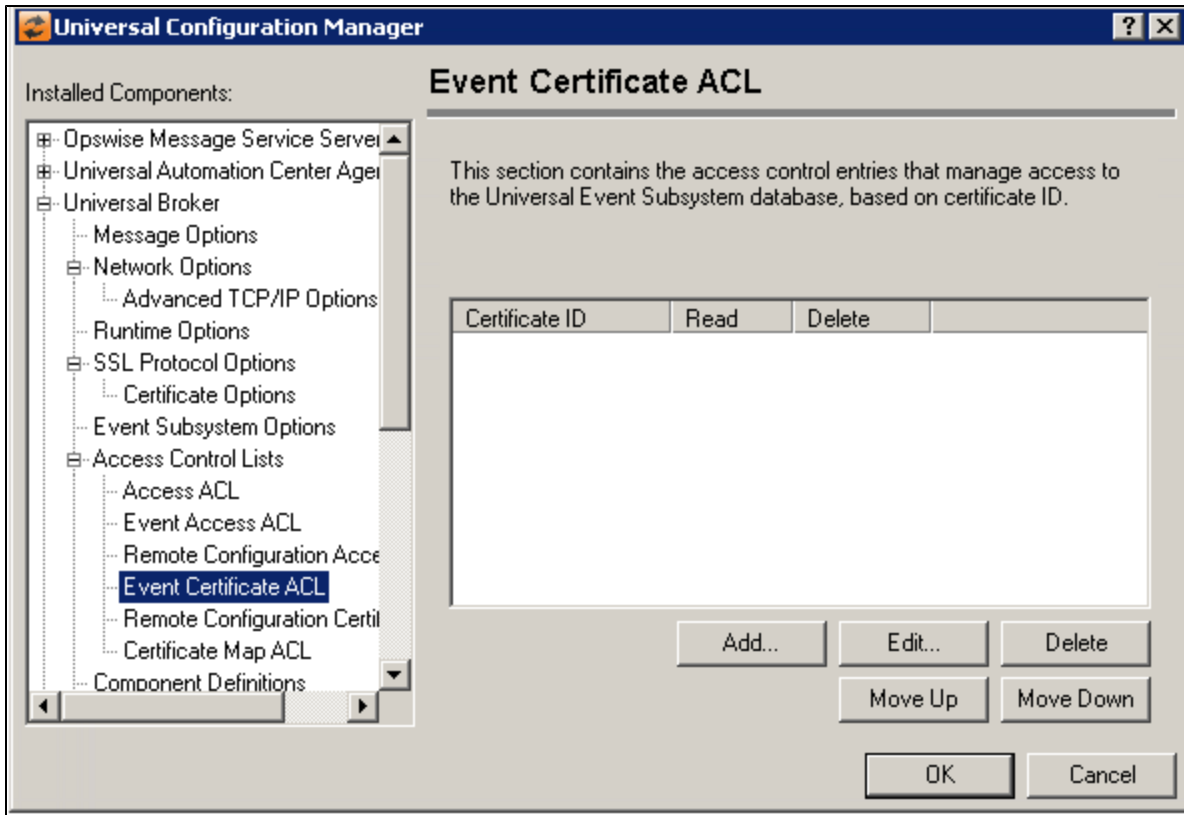 Universal Configuration Manager
Installed Components:
Opswise Message Service Server
Universal Automation Center Agen
Universal Broker
Message Options
Network Options
Advanced TCP/IP Options
Runtime Options
SSL Protocol Options
Certificate Options
Event Subsystem Options
Access Control Lists
Access ACL
Event Access ACL
Remote Configuration Acce
Event Certificate ACL
Remote Configuration Certif
Certificate Map ACL
Component Definitions
Event Certificate ACL
This section contains the access control entries that manage access to
the Universal Event Subsystem database, based on certificate ID.
Certificate ID Read Delete
Add... Edit... Delete
Move Up Move Down
OK Cancel